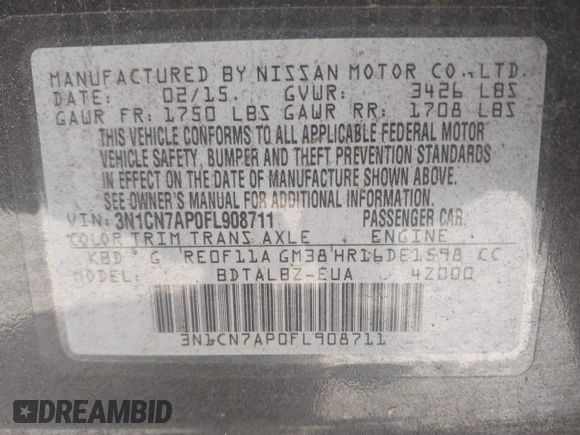 MANUFACTURED BY NISSAN MOTOR CO., LTD.
DATE: 02/15. GVWR: 3426 LBS
GAWR FR: 1750 LBS GAWR RR: 1708 LBS
THIS VEHICLE CONFORMS TO ALL APPLICABLE FEDERAL MOTOR
VEHICLE SAFETY, BUMPER AND THEFT PREVENTION STANDARDS
IN EFFECT ON THE DATE OF MANUFACTURE SHOWN ABOVE.
SEE OWNER'S MANUAL FOR ADDITIONAL INFORMATION.
VIN: 3N1CN7AP0FL908711 PASSENGER CAR.
COLOR TRIM TRANS AXLE ENGINE
KBD G RE0F11A GM38 HR16DE1598 CC
BDTALBZ-EUA 4Z000
3N1CN7AP0FL908711
DREAMBID